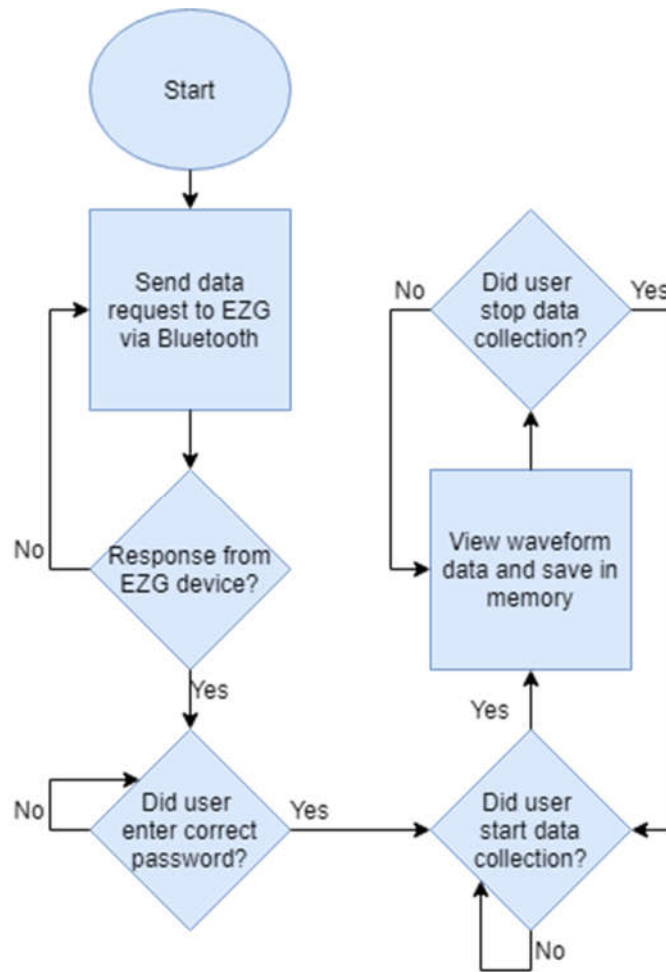 Start
Send data
request to EZG
via Bluetooth
No
Response from
EZG device?
Yes
No
Did user
enter correct
password?
Yes
Did user
start data
collection?
No
Yes
View waveform
data and save in
memory
No
Did user
stop data
collection?
Yes